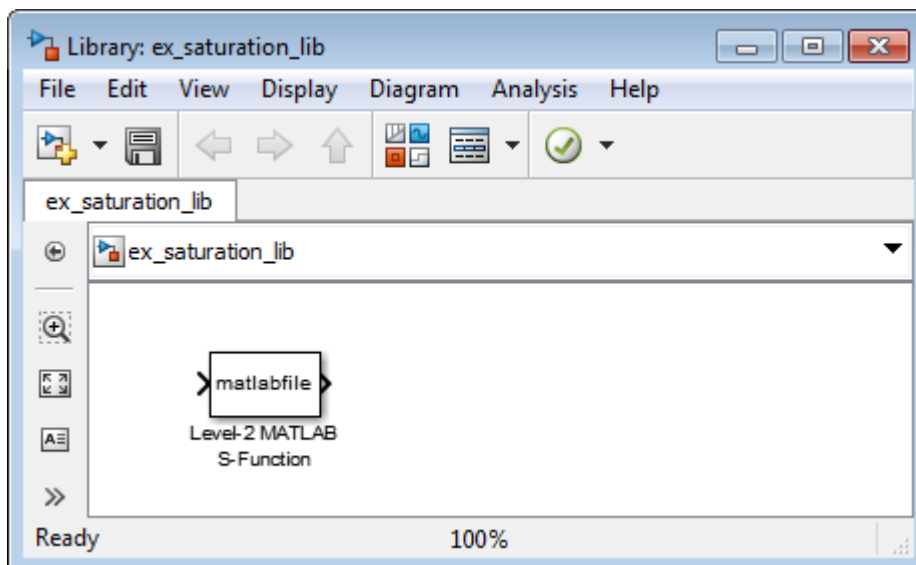 Library: ex_saturation_lib
File Edit View Display Diagram Analysis Help
ex_saturation_lib
ex_saturation_lib
matlabfile
Level-2 MATLAB
S-Function
Ready 100%